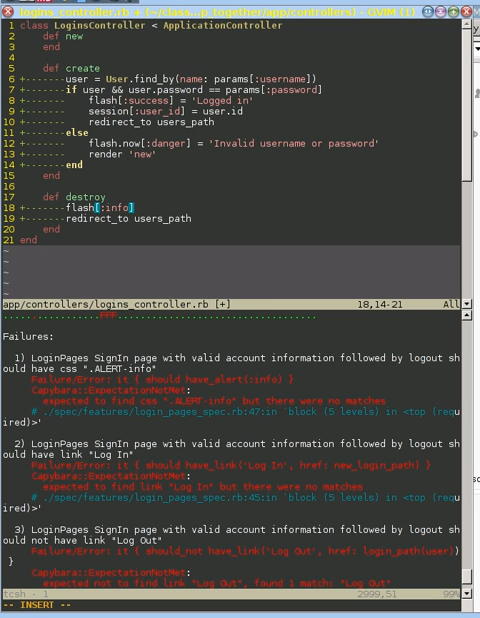 logins_controller.rb + (~/class...p_together/app/controllers) - GVIM (1)
1 class LoginsController < ApplicationController
2 def new
3 end
4
5 def create
6 +-------user = User.find_by(name: params[:username])
7 +-------if user && user.password == params[:password]
8 +------- flash[:success] = 'Logged in'
9 +------- session[:user_id] = user.id
10 +------- redirect_to users_path
11 +-------else
12 +------- flash.now[:danger] = 'Invalid username or password'
13 +------- render 'new'
14 +-------end
15 end
16
17 def destroy
18 +-------flash[:info]
19 +-------redirect_to users_path
20 end
21 end
~
~
~
~
~
app/controllers/logins_controller.rb [+] 18,14-21 All
Failures:
1) LoginPages SignIn page with valid account information followed by logout sh
ould have css ".ALERT-info"
Failure/Error: it { should have_alert(:info) }
Capybara::ExpectationNotMet:
expected to find css ".ALERT-info" but there were no matches
# ./spec/features/login_pages_spec.rb:47:in `block (5 levels) in <top (requ
ired)>'
2) LoginPages SignIn page with valid account information followed by logout sh
ould have link "Log In"
Failure/Error: it { should have_link('Log In', href: new_login_path) }
Capybara::ExpectationNotMet:
expected to find link "Log In" but there were no matches
# ./spec/features/login_pages_spec.rb:45:in `block (5 levels) in <top (requ
ired)>'
3) LoginPages SignIn page with valid account information followed by logout sh
ould not have link "Log Out"
Failure/Error: it { should_not have_link('Log Out', href: login_path(user))
}
Capybara::ExpectationNotMet:
expected not to find link "Log Out", found 1 match: "Log Out"
tcsh - 1 2999,51 99%
-- INSERT --